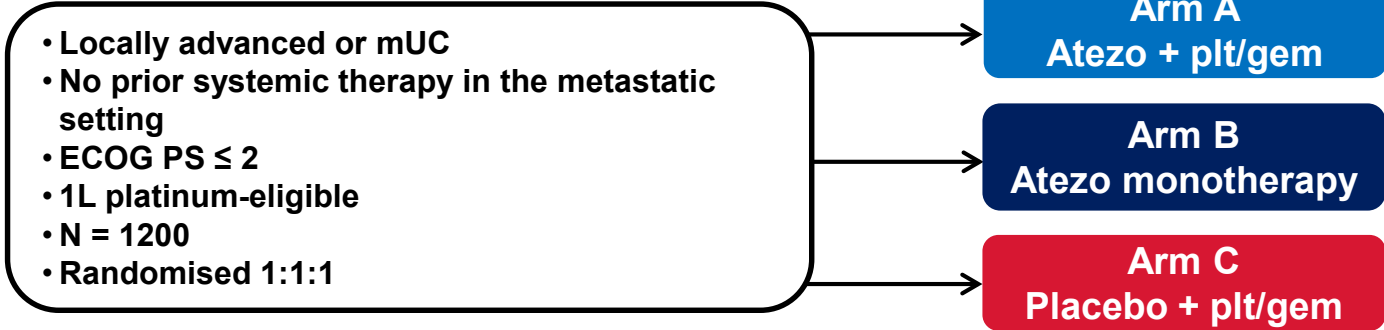 • Locally advanced or mUC
• No prior systemic therapy in the metastatic
setting
• ECOG PS ≤ 2
• 1L platinum-eligible
• N = 1200
• Randomised 1:1:1
Arm A
Atezo + plt/gem
Arm B
Atezo monotherapy
Arm C
Placebo + plt/gem